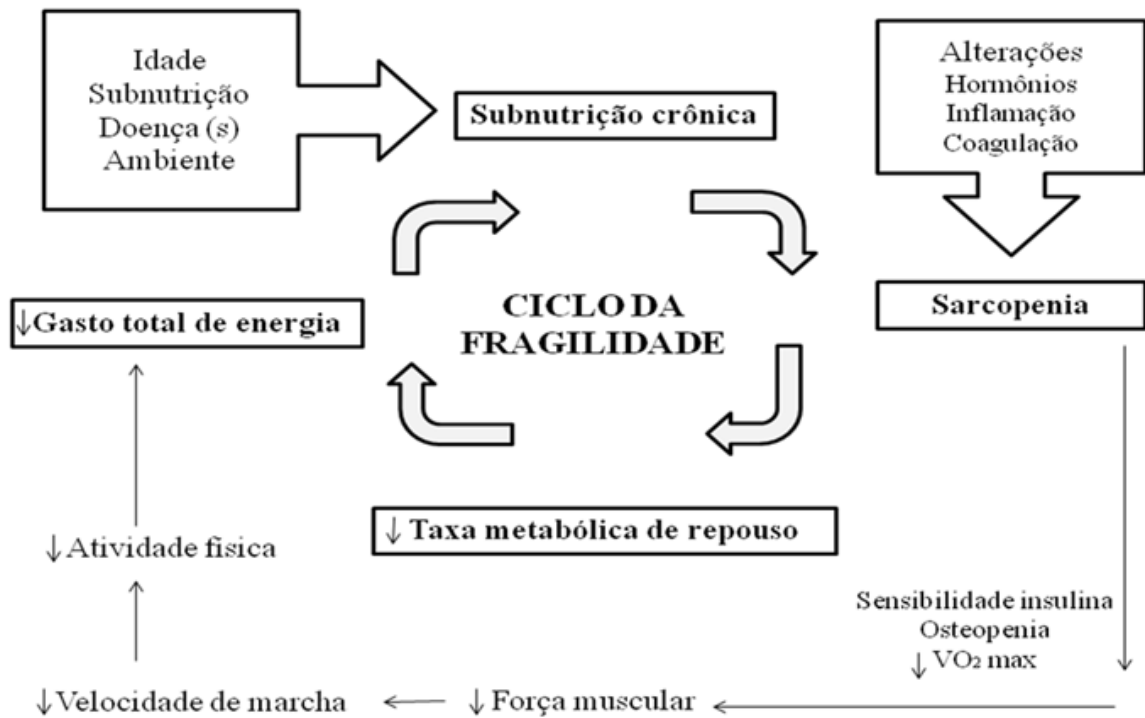 Idade
Subnutrição
Doença (s)
Ambiente
Subnutrição crônica
Alterações
Hormônios
Inflamação
Coagulação
↓Gasto total de energia
CICLO DA
FRAGILIDADE
Sarcopenia
↓ Taxa metabólica de repouso
↓Atividade física
Sensibilidade insulina
Osteopenia
↓ VO₂ max
↓Velocidade de marcha
↓ Força muscular